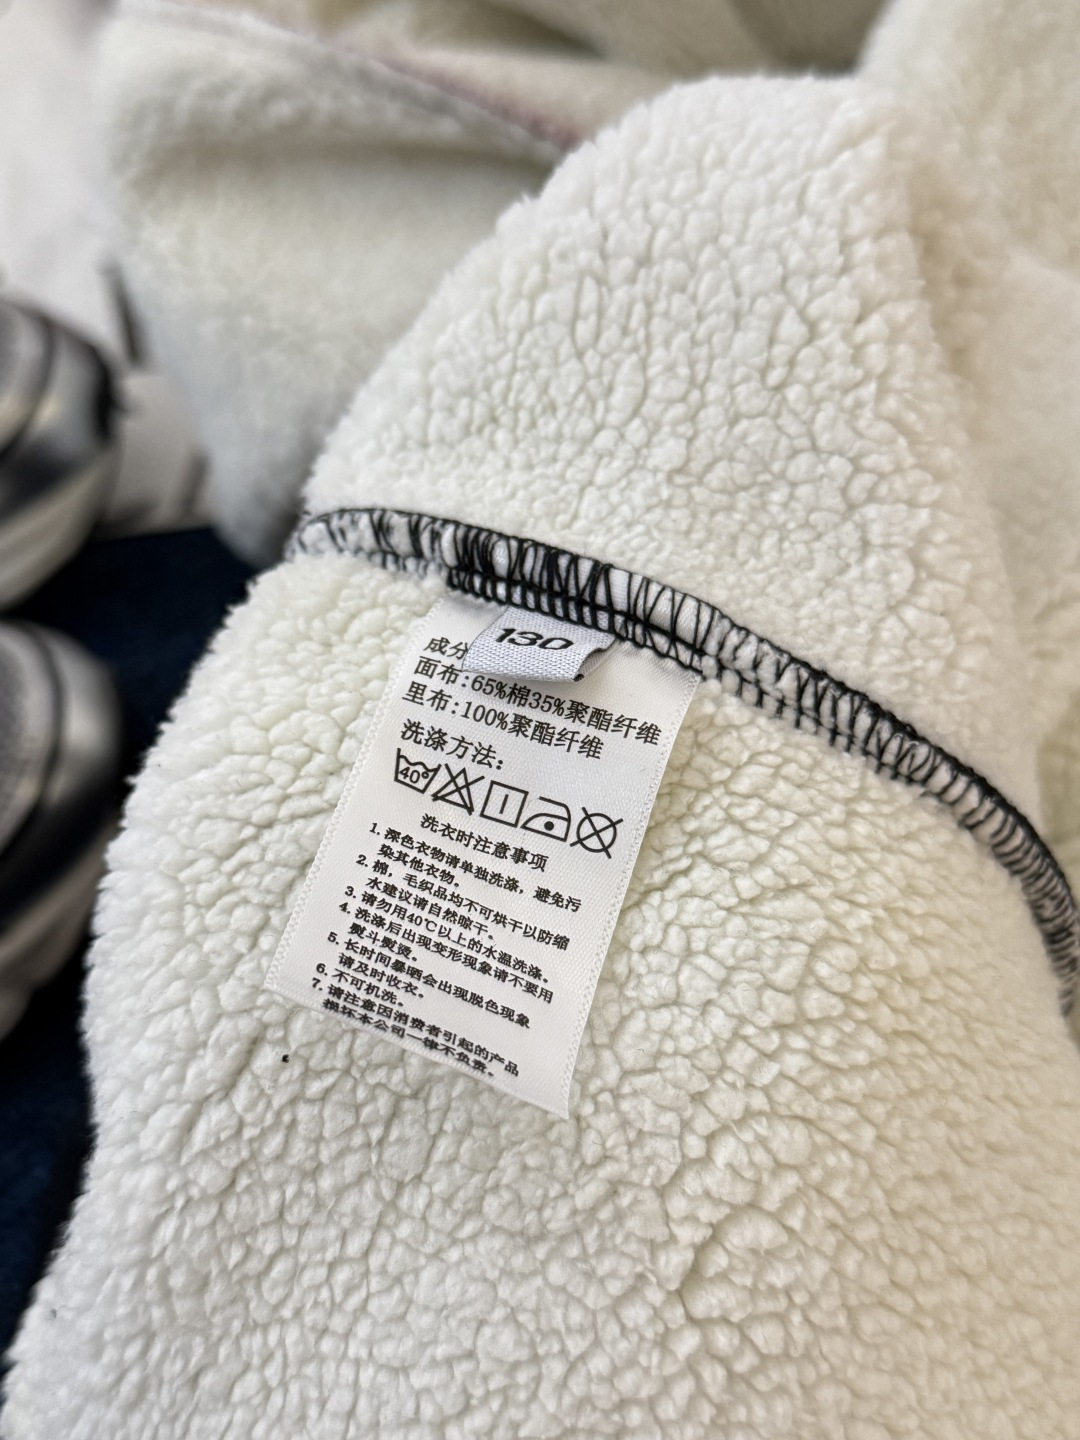 130
成分
面布:65%棉35%聚酯纤维
里布:100%聚酯纤维
洗涤方法:
40°
洗衣时注意事项
1. 深色衣物请单独洗涤，避免污
染其他衣物。
2. 棉，毛织品均不可烘干以防缩
水建议请自然晾干。
3. 请勿用40℃以上的水温洗涤。
4. 洗涤后出现变形现象请不要用
熨斗熨烫。
5. 长时间暴晒会出现脱色现象
请及时收衣。
6. 不可机洗。
7. 请注意因消费者引起的产品
损坏本公司一律不负责。